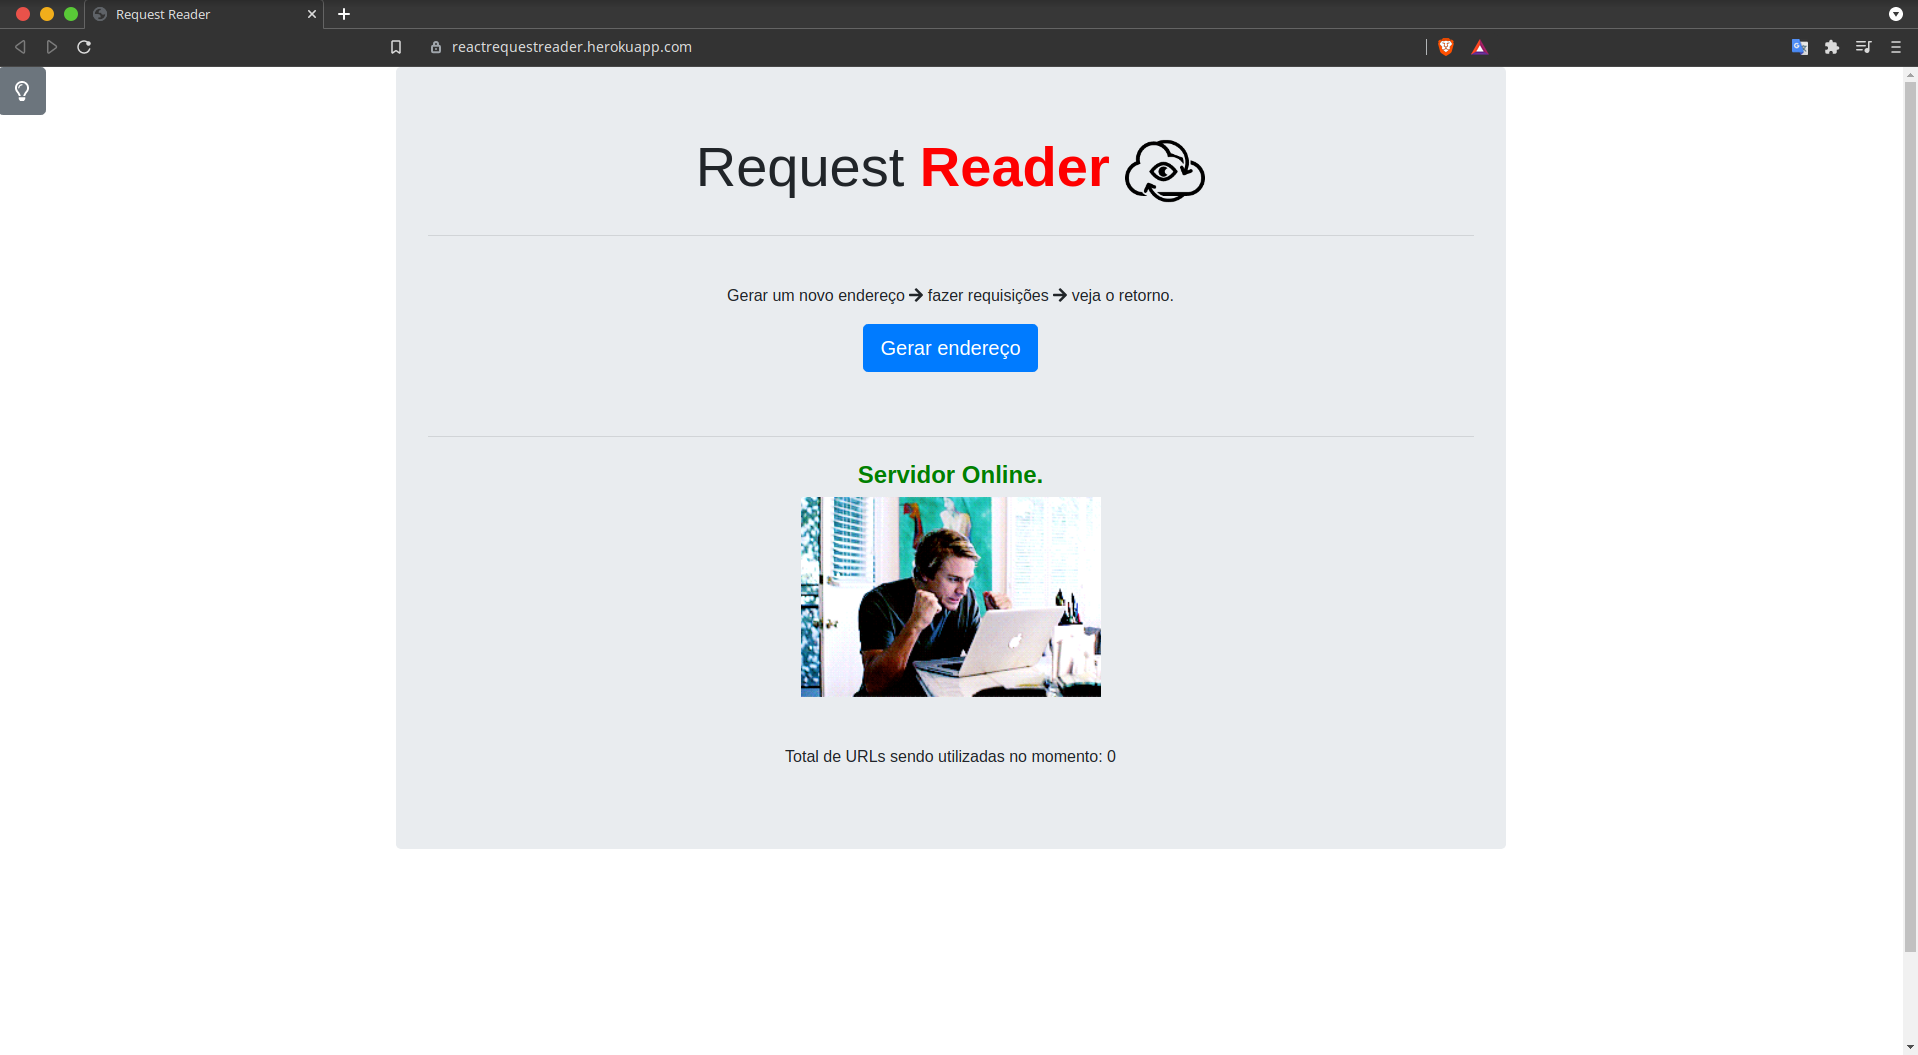 Request Reader
reactrequestreader.herokuapp.com
Request Reader
Gerar um novo endereço → fazer requisições → veja o retorno.
Gerar endereço
Servidor Online.
Total de URLs sendo utilizadas no momento: 0